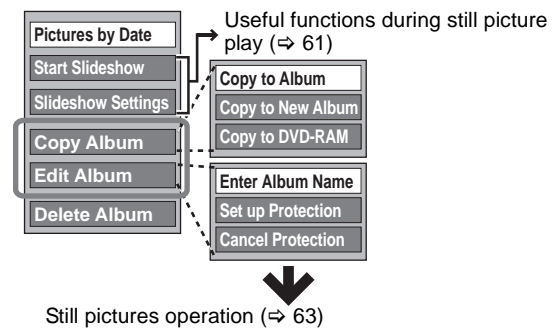 Pictures by Date
Start Slideshow
Slideshow Settings
Copy Album
Edit Album
Delete Album
Useful functions during still picture
play (⇨ 61)
Copy to Album
Copy to New Album
Copy to DVD-RAM
Enter Album Name
Set up Protection
Cancel Protection
Still pictures operation (⇨ 63)